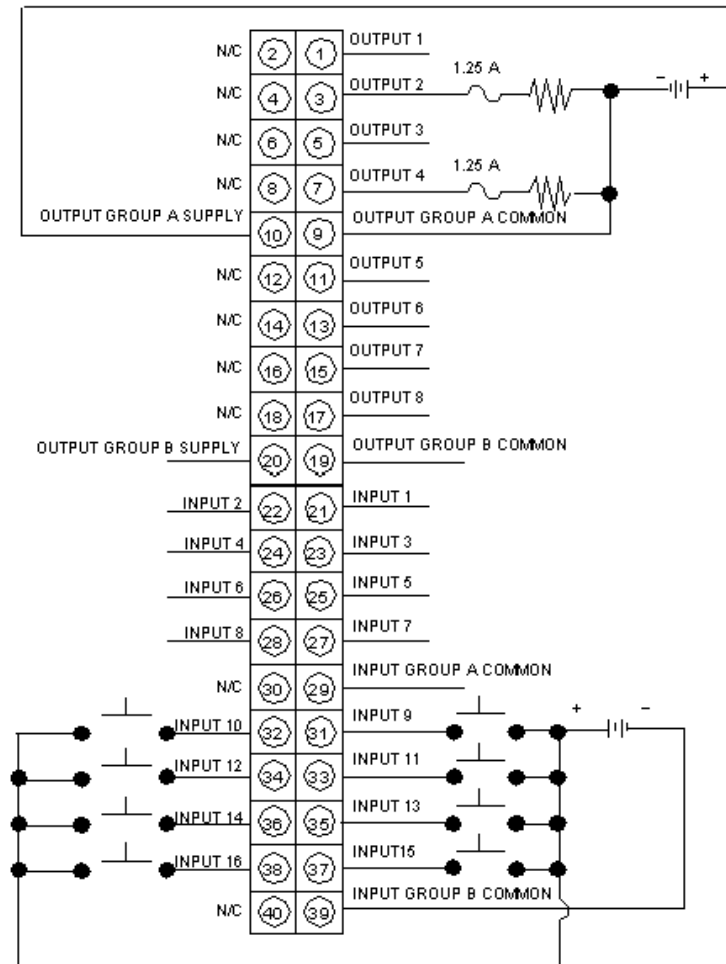 N/C 2 1 OUTPUT 1
1.25 A
N/C 4 3 OUTPUT 2 - +
N/C 6 5 OUTPUT 3
1.25 A
N/C 8 7 OUTPUT 4
OUTPUT GROUP A SUPPLY 10 9 OUTPUT GROUP A COMMON
N/C 12 11 OUTPUT 5
N/C 14 13 OUTPUT 6
N/C 16 15 OUTPUT 7
N/C 18 17 OUTPUT 8
OUTPUT GROUP B SUPPLY 20 19 OUTPUT GROUP B COMMON
INPUT 2 22 21 INPUT 1
INPUT 4 24 23 INPUT 3
INPUT 6 26 25 INPUT 5
INPUT 8 28 27 INPUT 7
N/C 30 29 INPUT GROUP A COMMON
INPUT 10 32 31 INPUT 9 + -
INPUT 12 34 33 INPUT 11
INPUT 14 36 35 INPUT 13
INPUT 16 38 37 INPUT15
N/C 40 39 INPUT GROUP B COMMON